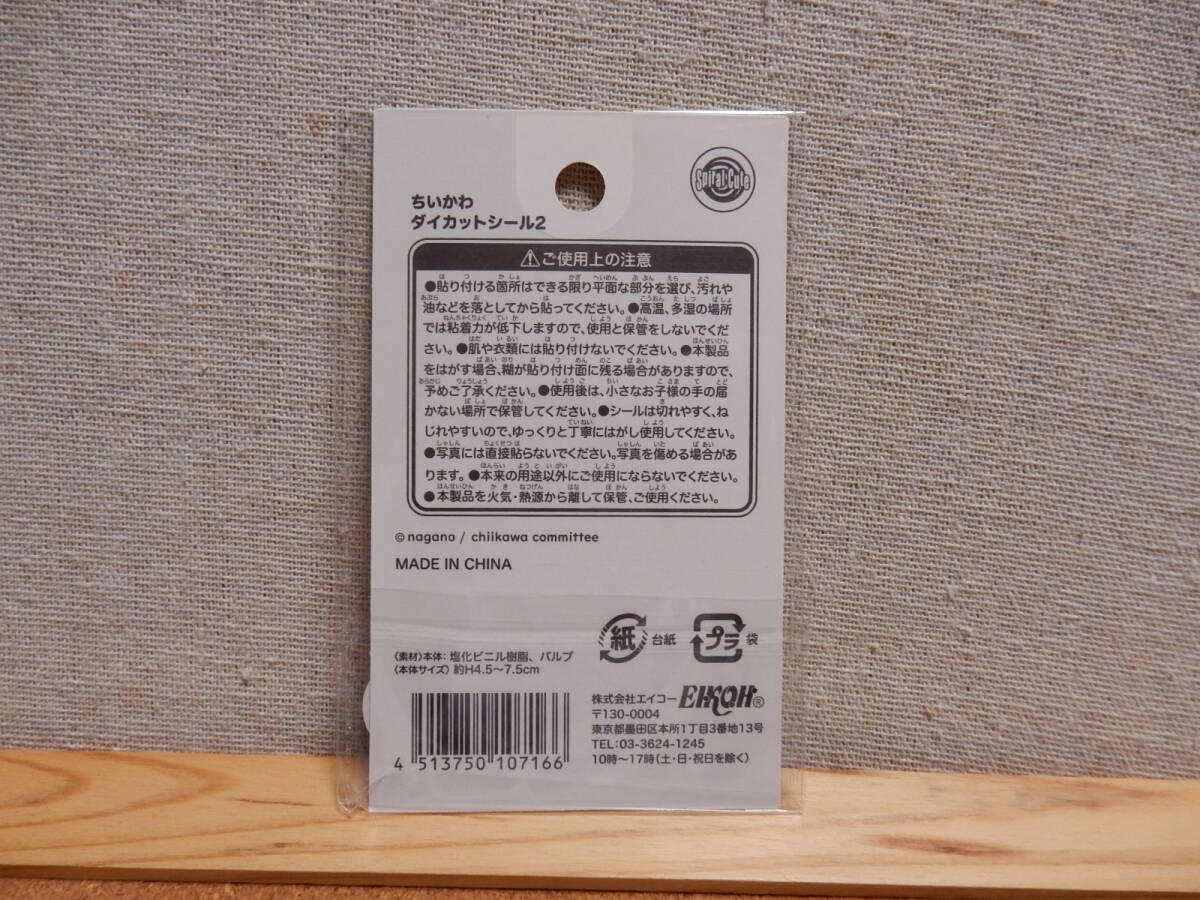 Spiral Cute
ちいかわ
ダイカットシール2
⚠ご使用上の注意
●貼り付ける箇所はできる限り平面な部分を選び、汚れや
油などを落としてから貼ってください。●高温、多湿の場所
では粘着力が低下しますので、使用と保管をしないでくだ
さい。●肌や衣類には貼り付けないでください。●本製品
をはがす場合、糊が貼り付け面に残る場合がありますので、
予めご了承ください。●使用後は、小さなお子様の手の届
かない場所で保管してください。●シールは切れやすく、ね
じれやすいので、ゆっくりと丁寧にはがし使用してください。
●写真には直接貼らないでください。写真を傷める場合があ
ります。●本来の用途以外にご使用にならないでください。
●本製品を火気・熱源から離して保管、ご使用ください。
©nagano / chiikawa committee
MADE IN CHINA
紙 台紙 プラ 袋
〈素材〉本体：塩化ビニル樹脂、パルプ
〈本体サイズ〉約H4.5〜7.5cm
4 513750 107166
株式会社エイコー EIKOH®
〒130-0004
東京都墨田区本所1丁目3番地13号
TEL：03-3624-1245
10時〜17時（土・日・祝日を除く）